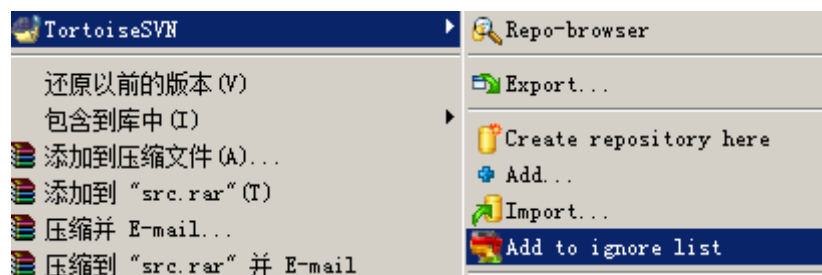 TortoiseSVN
还原以前的版本(V)
包含到库中(I)
添加到压缩文件(A)...
添加到 "src.rar"(T)
压缩并 E-mail...
压缩到 "src.rar" 并 E-mail
Repo-browser
Export...
Create repository here
Add...
Import...
Add to ignore list